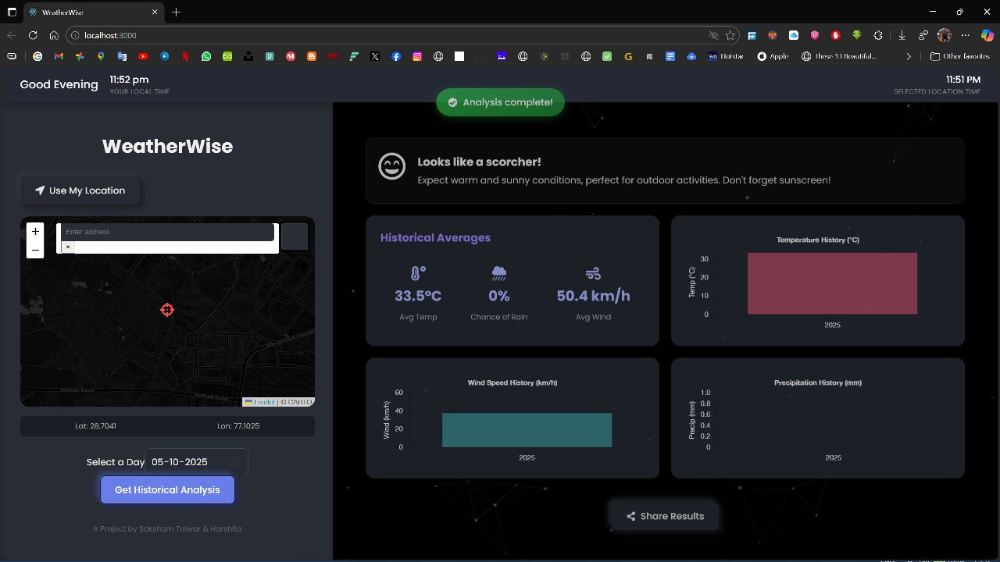 WeatherWise
localhost:3000
Hotstar
Apple
These 13 Beautiful...
Other favorites
Good Evening
11:52 pm
YOUR LOCAL TIME
11:51 PM
SELECTED LOCATION TIME
Analysis complete!
WeatherWise
Use My Location
+
−
Enter address
×
Rohtak Road
Rohtak Road
Leaflet | © CARTO
Lat: 28.7041
Lon: 77.1025
Select a Day
05-10-2025
Get Historical Analysis
A Project by Saksham Talwar & Harshita
Looks like a scorcher!
Expect warm and sunny conditions, perfect for outdoor activities. Don't forget sunscreen!
Historical Averages
33.5°C
Avg Temp
0%
Chance of Rain
50.4 km/h
Avg Wind
Temperature History (°C)
Temp (°C)
30
20
10
0
2025
Wind Speed History (km/h)
Wind (km/h)
60
40
20
0
2025
Precipitation History (mm)
Precip (mm)
1.0
0.8
0.6
0.4
0.2
0
2025
Share Results